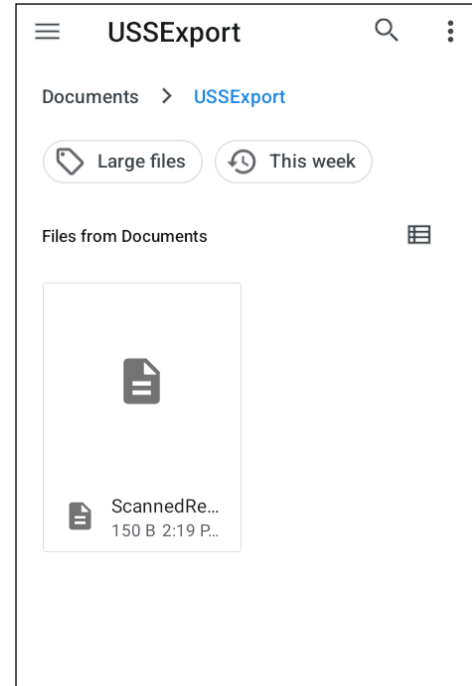 USSExport
Documents > USSExport
Large files
This week
Files from Documents
ScannedRe...
150 B 2:19 P...